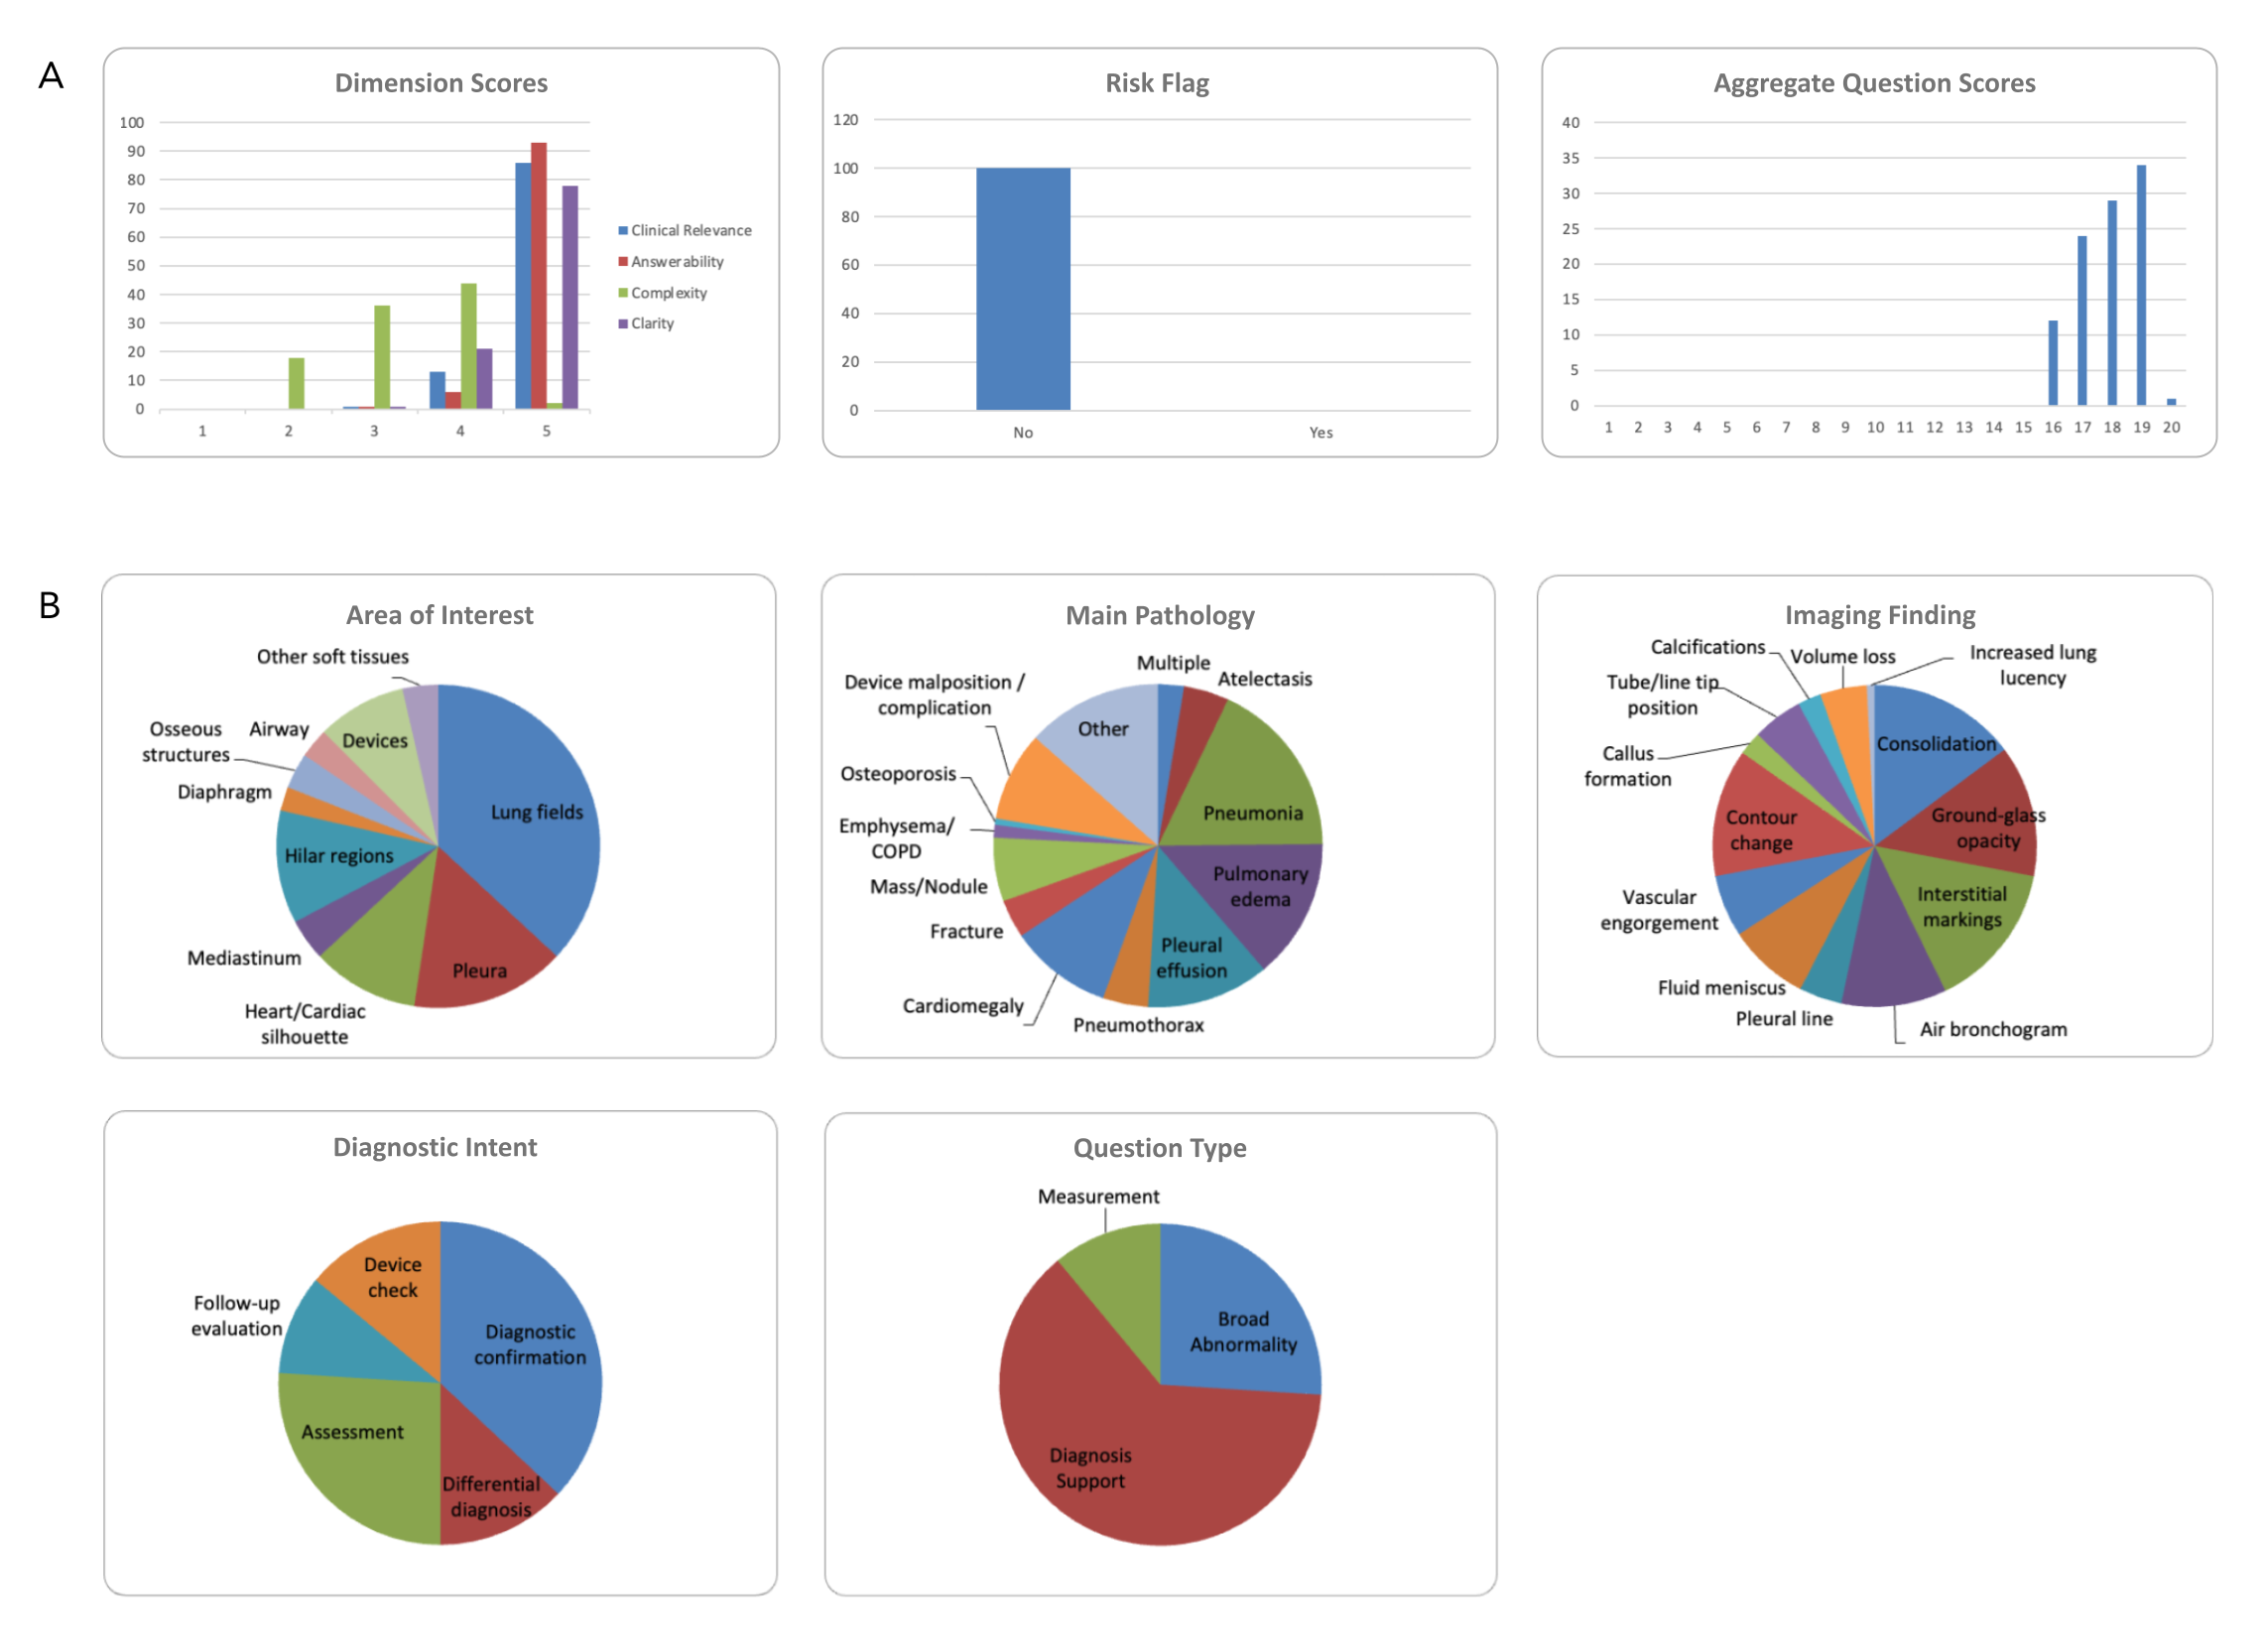 A
Dimension Scores
100
90
80
70
60
50
40
30
20
10
0
1 2 3 4 5
Clinical Relevance
Answerability
Complexity
Clarity
Risk Flag
120
100
80
60
40
20
0
No Yes
Aggregate Question Scores
40
35
30
25
20
15
10
5
0
1 2 3 4 5 6 7 8 9 10 11 12 13 14 15 16 17 18 19 20
B
Area of Interest
Other soft tissues
Osseous
structures
Airway
Devices
Diaphragm
Lung fields
Hilar regions
Mediastinum
Pleura
Heart/Cardiac
silhouette
Main Pathology
Multiple
Atelectasis
Device malposition /
complication
Other
Osteoporosis
Pneumonia
Emphysema/
COPD
Pulmonary
edema
Mass/Nodule
Fracture
Pleural
effusion
Cardiomegaly
Pneumothorax
Imaging Finding
Calcifications
Volume loss
Increased lung
lucency
Tube/line tip
position
Consolidation
Callus
formation
Contour
change
Ground-glass
opacity
Vascular
engorgement
Interstitial
markings
Fluid meniscus
Pleural line
Air bronchogram
Diagnostic Intent
Device
check
Follow-up
evaluation
Diagnostic
confirmation
Assessment
Differential
diagnosis
Question Type
Measurement
Broad
Abnormality
Diagnosis
Support